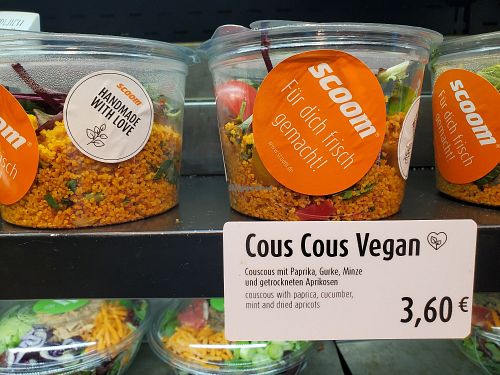 scoom
scoom
HANDMADE
WITH LOVE
scoom®
Für dich frisch
gemacht!
scoom®
Für dich frisch
gemacht!
Cous Cous Vegan
Couscous mit Paprika, Gurke, Minze
und getrockneten Aprikosen
couscous with paprica, cucumber,
mint and dried apricots
3,60 €